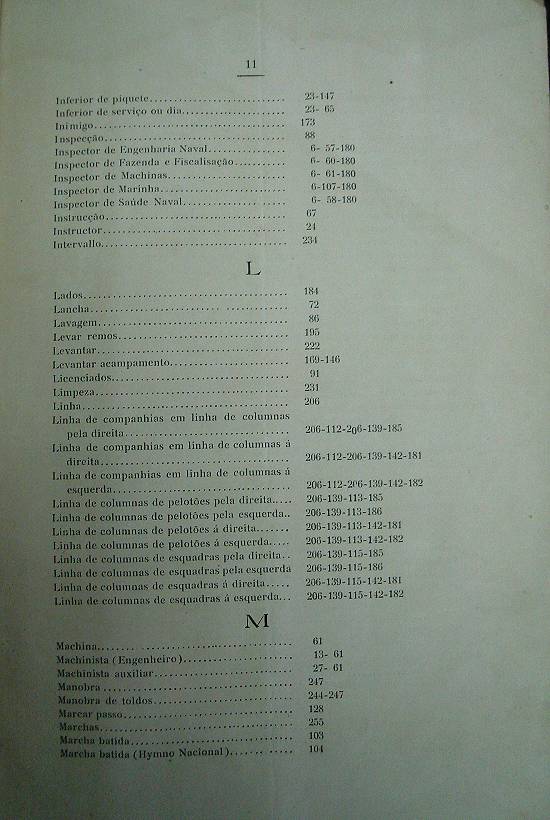 11
Inferior de piquete............................ 23-147
Inferior de serviço ou dia...................... 23- 65
Inimigo........................................ 173
Inspecção...................................... 88
Inspector de Engenharia Naval................ 6- 57-180
Inspector de Fazenda e Fiscalisação........... 6- 60-180
Inspector de Machinas......................... 6- 61-180
Inspector de Marinha.......................... 6-107-180
Inspector de Saúde Naval...................... 6- 58-180
Instrucção..................................... 67
Instructor..................................... 24
Intervallo...................................... 234
L
Lados.......................................... 184
Lancha......................................... 72
Lavagem........................................ 86
Levar remos.................................... 195
Levantar....................................... 222
Levantar acampamento......................... 169-146
Licenciados.................................... 91
Limpeza........................................ 231
Linha.......................................... 206
Linha de companhias em linha de columnas
pela direita.................................. 206-112-206-139-185
Linha de companhias em linha de columnas á
direita....................................... 206-112-206-139-142-181
Linha de companhias em linha de columnas á
esquerda..................................... 206-112-206-139-142-182
Linha de columnas de pelotões pela direita..... 206-139-113-185
Linha de columnas de pelotões pela esquerda.. 206-139-113-186
Linha de columnas de pelotões á direita....... 206-139-113-142-181
Linha de columnas de pelotões á esquerda..... 206-139-113-142-182
Linha de columnas de esquadras pela direita.. 206-139-115-185
Linha de columnas de esquadras pela esquerda 206-139-115-186
Linha de columnas de esquadras á direita..... 206-139-115-142-181
Linha de columnas de esquadras á esquerda... 206-139-115-142-182
M
Machina........................................ 61
Machinista (Engenheiro)....................... 13- 61
Machinista auxiliar............................. 27- 61
Manobra....................................... 247
Manobra de toldos............................. 244-247
Marcar passo................................... 128
Marchas........................................ 255
Marcha batida.................................. 103
Marcha batida (Hymno Nacional)............. 104